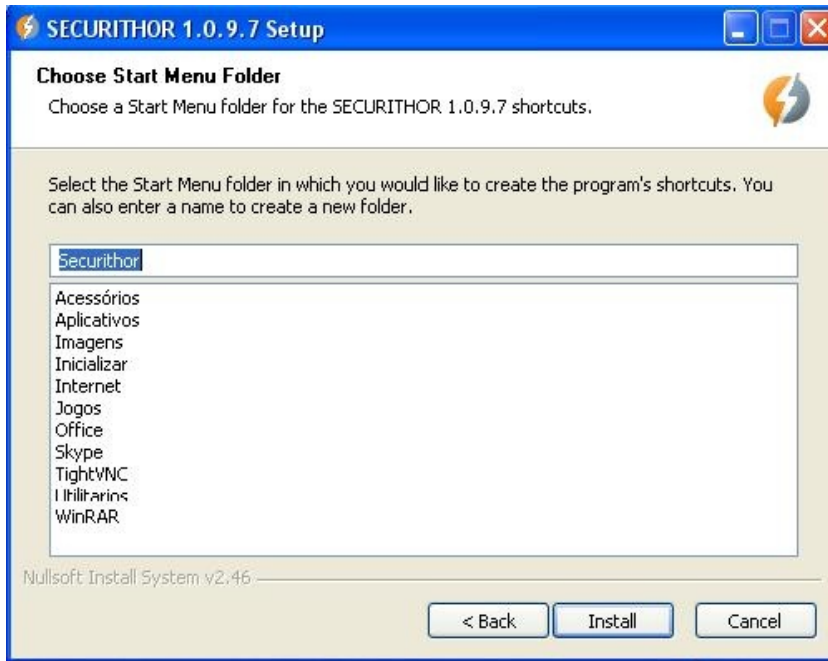 SECURITHOR 1.0.9.7 Setup
Choose Start Menu Folder
Choose a Start Menu folder for the SECURITHOR 1.0.9.7 shortcuts.
Select the Start Menu folder in which you would like to create the program's shortcuts. You
can also enter a name to create a new folder.
Securithor
Acessórios
Aplicativos
Imagens
Inicializar
Internet
Jogos
Office
Skype
TightVNC
Utilitarios
WinRAR
Nullsoft Install System v2.46
< Back
Install
Cancel